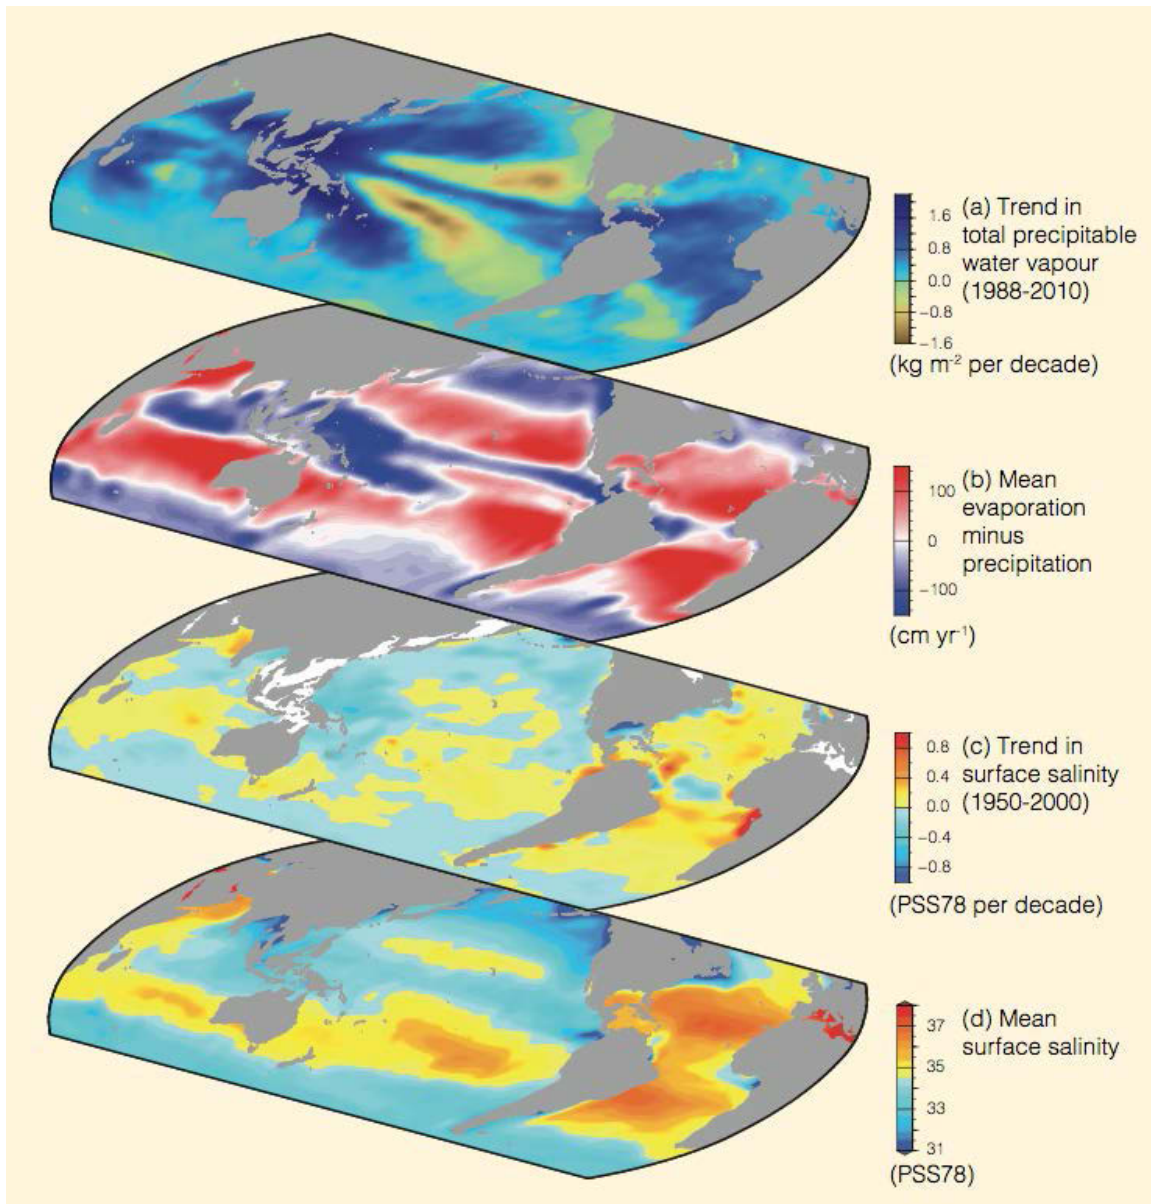 1.6
0.8
0.0
−0.8
−1.6
(a) Trend in
total precipitable
water vapour
(1988-2010)
(kg m⁻² per decade)
100
0
−100
(b) Mean
evaporation
minus
precipitation
(cm yr⁻¹)
0.8
0.4
0.0
−0.4
−0.8
(c) Trend in
surface salinity
(1950-2000)
(PSS78 per decade)
37
35
33
31
(d) Mean
surface salinity
(PSS78)